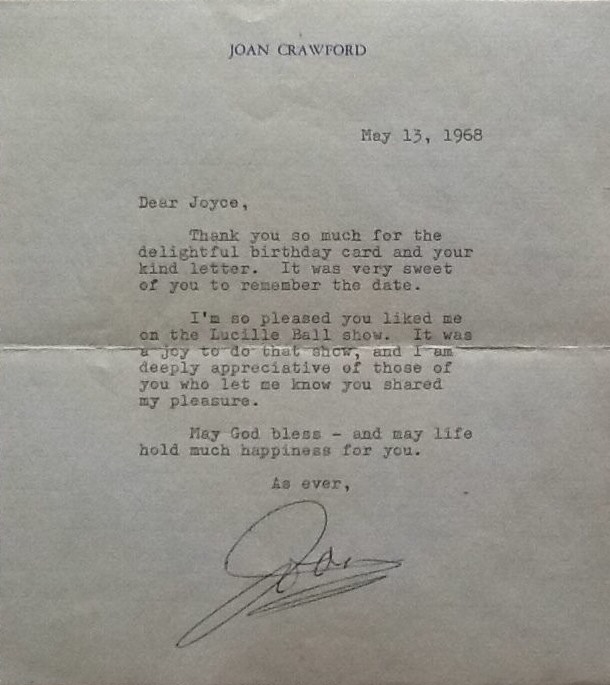 JOAN CRAWFORD
May 13, 1968
Dear Joyce,
Thank you so much for the
delightful birthday card and your
kind letter. It was very sweet
of you to remember the date.
I'm so pleased you liked me
on the Lucille Ball show. It was
a joy to do that show, and I am
deeply appreciative of those of
you who let me know you shared
my pleasure.
May God bless - and may life
hold much happiness for you.
As ever,
Joan